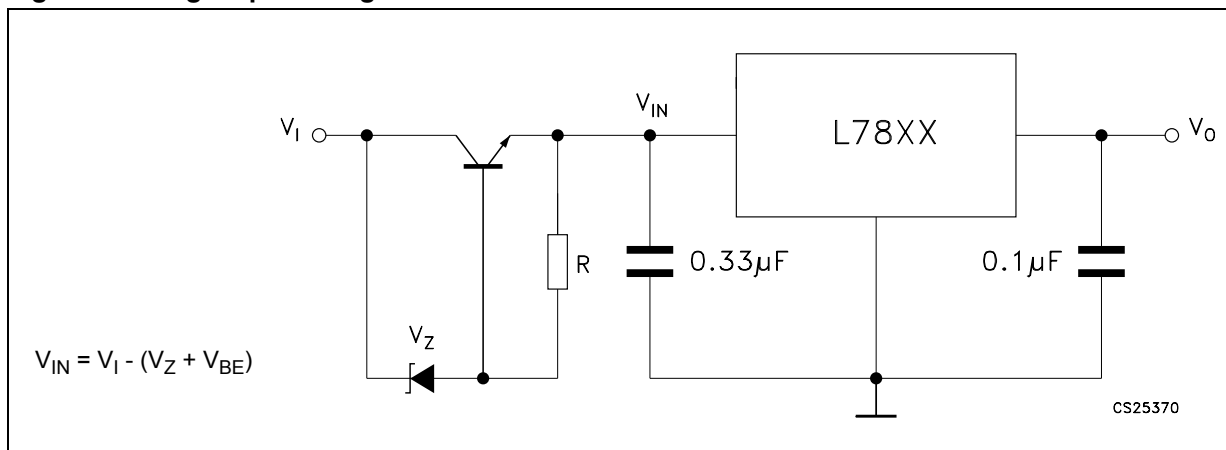 V_I
V_IN
L78XX
V_O
R
0.33μF
0.1μF
V_Z
V_IN = V_I - (V_Z + V_BE)
CS25370